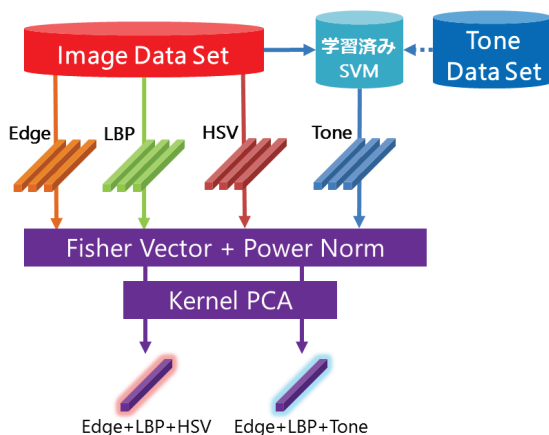 Image Data Set
学習済み
SVM
Tone
Data Set
Edge
LBP
HSV
Tone
Fisher Vector + Power Norm
Kernel PCA
Edge+LBP+HSV
Edge+LBP+Tone